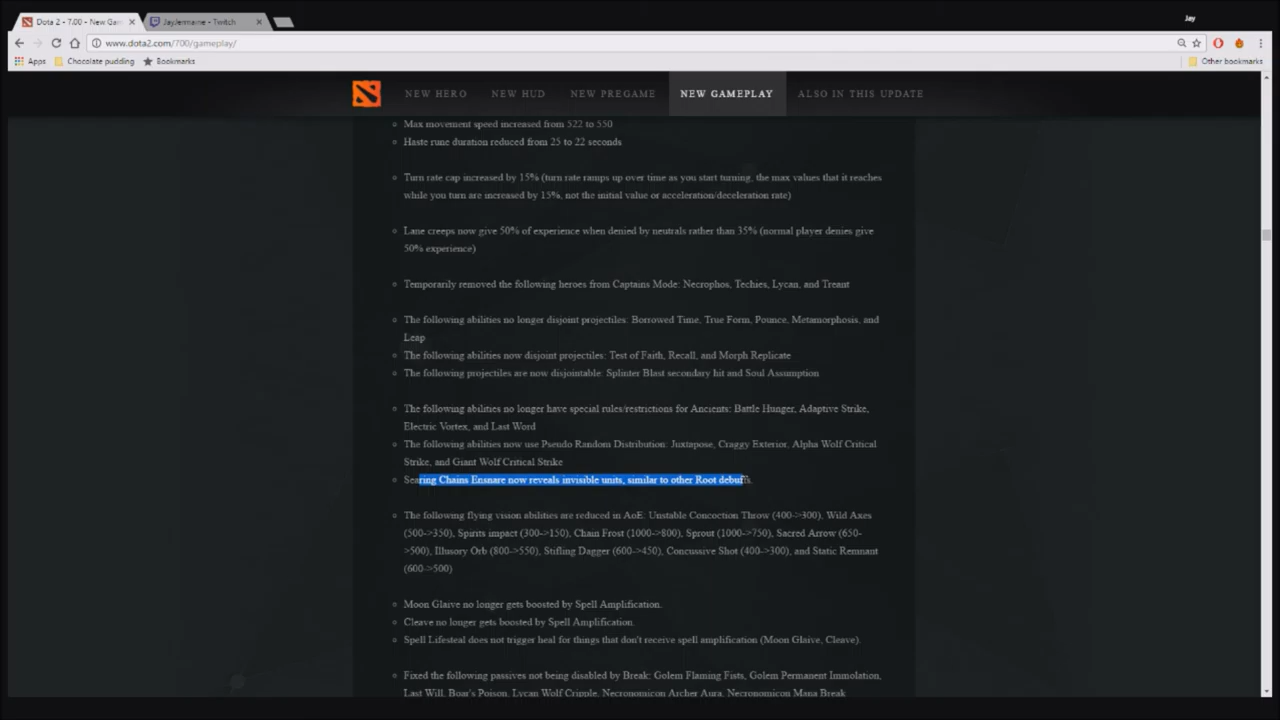 Jay
Dota 2 - 7.00 - New Gam
JayJermaine - Twitch
www.dota2.com/700/gameplay/
Apps
Chocolate pudding
Bookmarks
Other bookmarks
NEW HERO
NEW HUD
NEW PREGAME
NEW GAMEPLAY
ALSO IN THIS UPDATE
Max movement speed increased from 522 to 550
Haste rune duration reduced from 25 to 22 seconds
Turn rate cap increased by 15% (turn rate ramps up over time as you start turning, the max values that it reaches
while you turn are increased by 15%, not the initial value or acceleration/deceleration rate)
Lane creeps now give 50% of experience when denied by neutrals rather than 35% (normal player denies give
50% experience)
Temporarily removed the following heroes from Captains Mode: Necrophos, Techies, Lycan, and Treant
The following abilities no longer disjoint projectiles: Borrowed Time, True Form, Pounce, Metamorphosis, and
Leap
The following abilities now disjoint projectiles: Test of Faith, Recall, and Morph Replicate
The following projectiles are now disjointable: Splinter Blast secondary hit and Soul Assumption
The following abilities no longer have special rules/restrictions for Ancients: Battle Hunger, Adaptive Strike,
Electric Vortex, and Last Word
The following abilities now use Pseudo Random Distribution: Juxtapose, Craggy Exterior, Alpha Wolf Critical
Strike, and Giant Wolf Critical Strike
Searing Chains Ensnare now reveals invisible units, similar to other Root debuffs.
The following flying vision abilities are reduced in AoE: Unstable Concoction Throw (400->300), Wild Axes
(500->350), Spirits impact (300->150), Chain Frost (1000->800), Sprout (1000->750), Sacred Arrow (650-
>500), Illusory Orb (800->550), Stifling Dagger (600->450), Concussive Shot (400->300), and Static Remnant
(600->500)
Moon Glaive no longer gets boosted by Spell Amplification.
Cleave no longer gets boosted by Spell Amplification.
Spell Lifesteal does not trigger heal for things that don't receive spell amplification (Moon Glaive, Cleave).
Fixed the following passives not being disabled by Break: Golem Flaming Fists, Golem Permanent Immolation,
Last Will, Boar's Poison, Lycan Wolf Cripple, Necronomicon Archer Aura, Necronomicon Mana Break